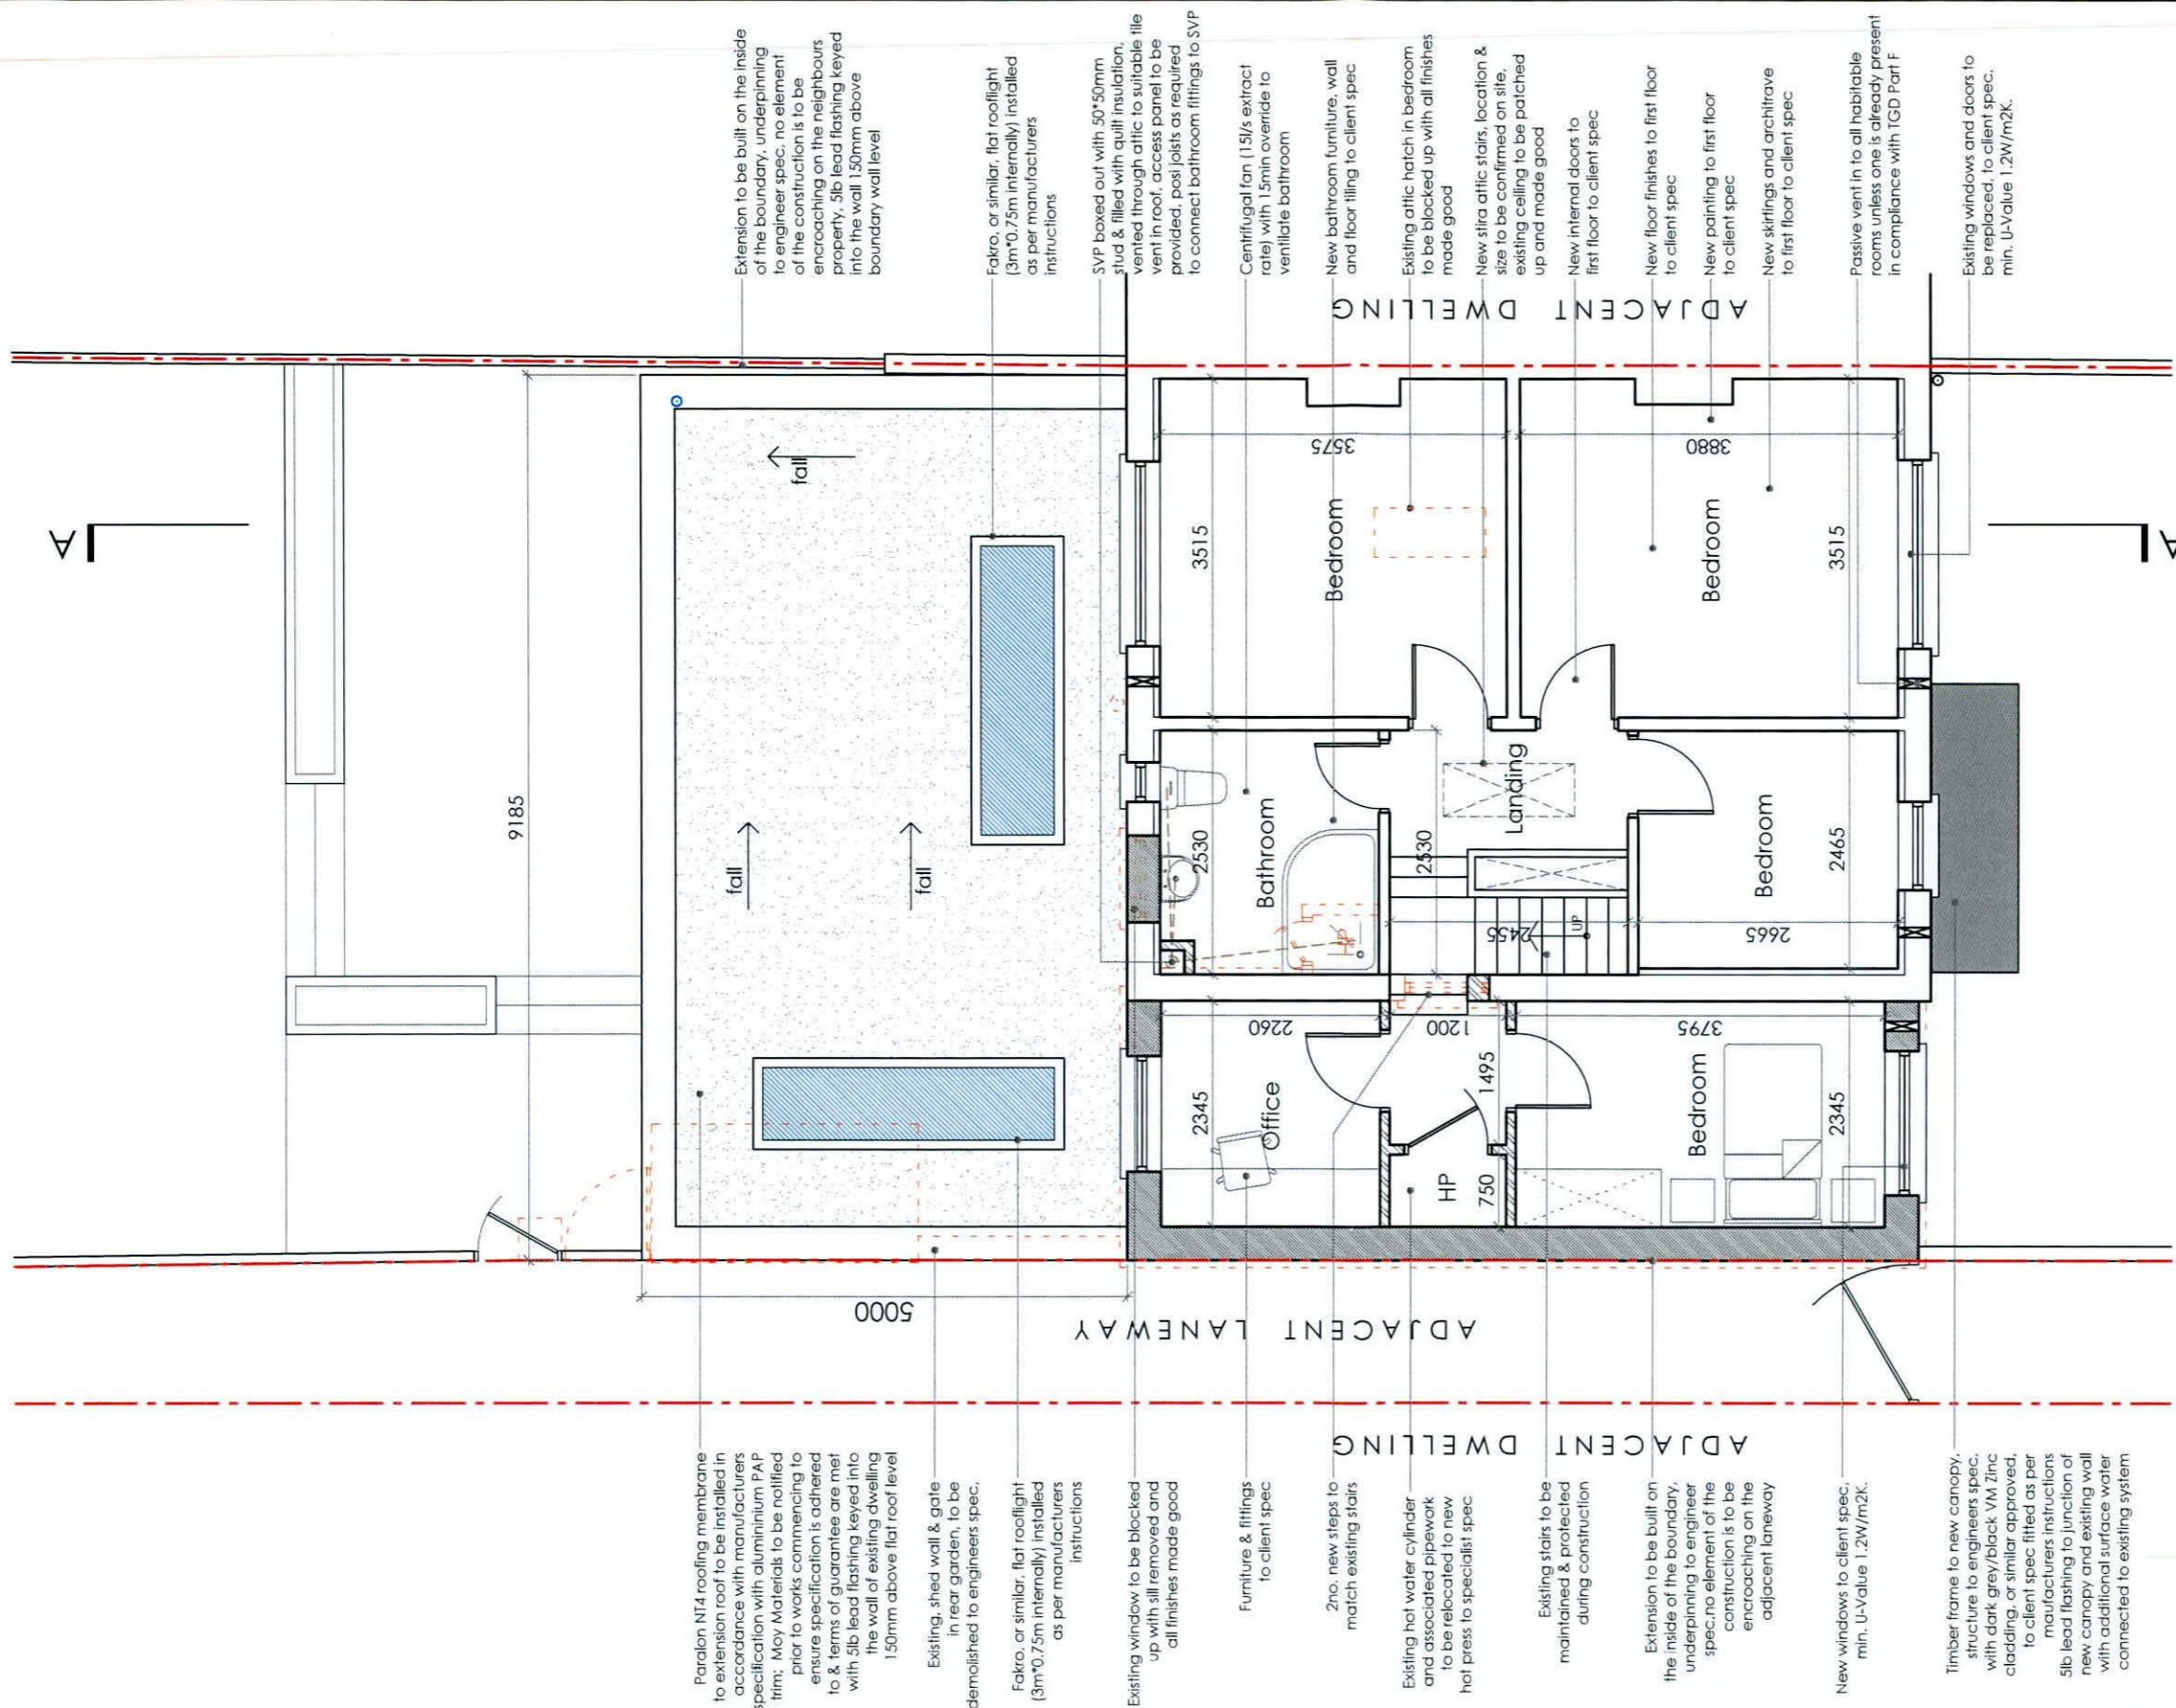 Extension to be built on the inside
of the boundary, underpinning
to engineer spec, no element
of the construction is to be
encroaching on the neighbours
property, 5lb lead flashing keyed
into the wall 150mm above
boundary wall level
Fakro, or similar, flat rooflight
(3m*0.75m internally) installed
as per manufacturers
instructions
SVP boxed out with 50*50mm
stud & filled with quilt insulation,
vented through attic to suitable tile
vent in roof, access panel to be
provided, posi joists as required
to connect bathroom fittings to SVP
Centrifugal fan (15l/s extract
rate) with 15min override to
ventilate bathroom
New bathroom furniture, wall
and floor tiling to client spec
Existing attic hatch in bedroom
to be blocked up with all finishes
made good
New stira attic stairs, location &
size to be confirmed on site,
existing ceiling to be patched
up and made good
New internal doors to
first floor to client spec
New floor finishes to first floor
to client spec
New painting to first floor
to client spec
New skirtings and architrave
to first floor to client spec
Passive vent in to all habitable
rooms unless one is already present
in compliance with TGD Part F
Existing windows and doors to
be replaced, to client spec,
min. U-Value 1.2W/m2K.
ADJACENT DWELLING
A
A
9185
fall
fall
fall
5000
3575
3515
Bedroom
3880
3515
Bedroom
2530
Bathroom
HP
2530
Landing
2455
UP
2465
Bedroom
2665
2260
2345
Office
1200
1495
HP
750
3795
Bedroom
2345
ADJACENT LANEWAY
ADJACENT DWELLING
Paralon NT4 roofing membrane
to extension roof to be installed in
accordance with manufacturers
specification with alumininium PAP
trim; Moy Materials to be notified
prior to works commencing to
ensure specification is adhered
to & terms of guarantee are met
with 5lb lead flashing keyed into
the wall of existing dwelling
150mm above flat roof level
Existing, shed wall & gate
in rear garden, to be
demolished to engineers spec,
Fakro, or similar, flat rooflight
(3m*0.75m internally) installed
as per manufacturers
instructions
Existing window to be blocked
up with sill removed and
all finishes made good
Furniture & fittings
to client spec
2no. new steps to
match existing stairs
Existing hot water cylinder
and associated pipework
to be relocated to new
hot press to specialist spec
Existing stairs to be
maintained & protected
during construction
Extension to be built on
the inside of the boundary,
underpinning to engineer
spec,no element of the
construction is to be
encroaching on the
adjacent laneway
New windows to client spec,
min. U-Value 1.2W/m2K.
Timber frame to new canopy,
structure to engineers spec,
with dark grey/black VM Zinc
cladding, or similar approved,
to client spec fitted as per
maufacturers instructions
5lb lead flashing to junction of
new canopy and existing wall
with additional surface water
connected to existing system